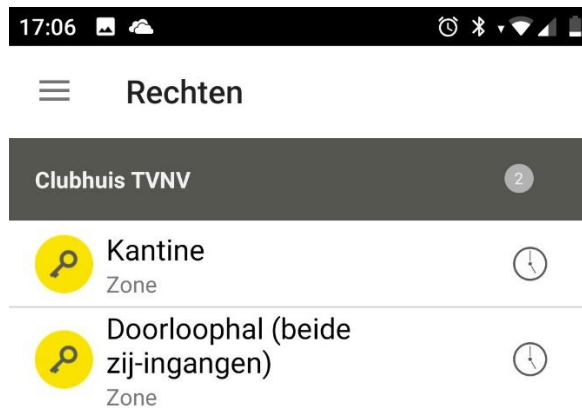 17:06
Rechten
Clubhuis TVNV 2
Kantine
Zone
Doorloophal (beide
zij-ingangen)
Zone